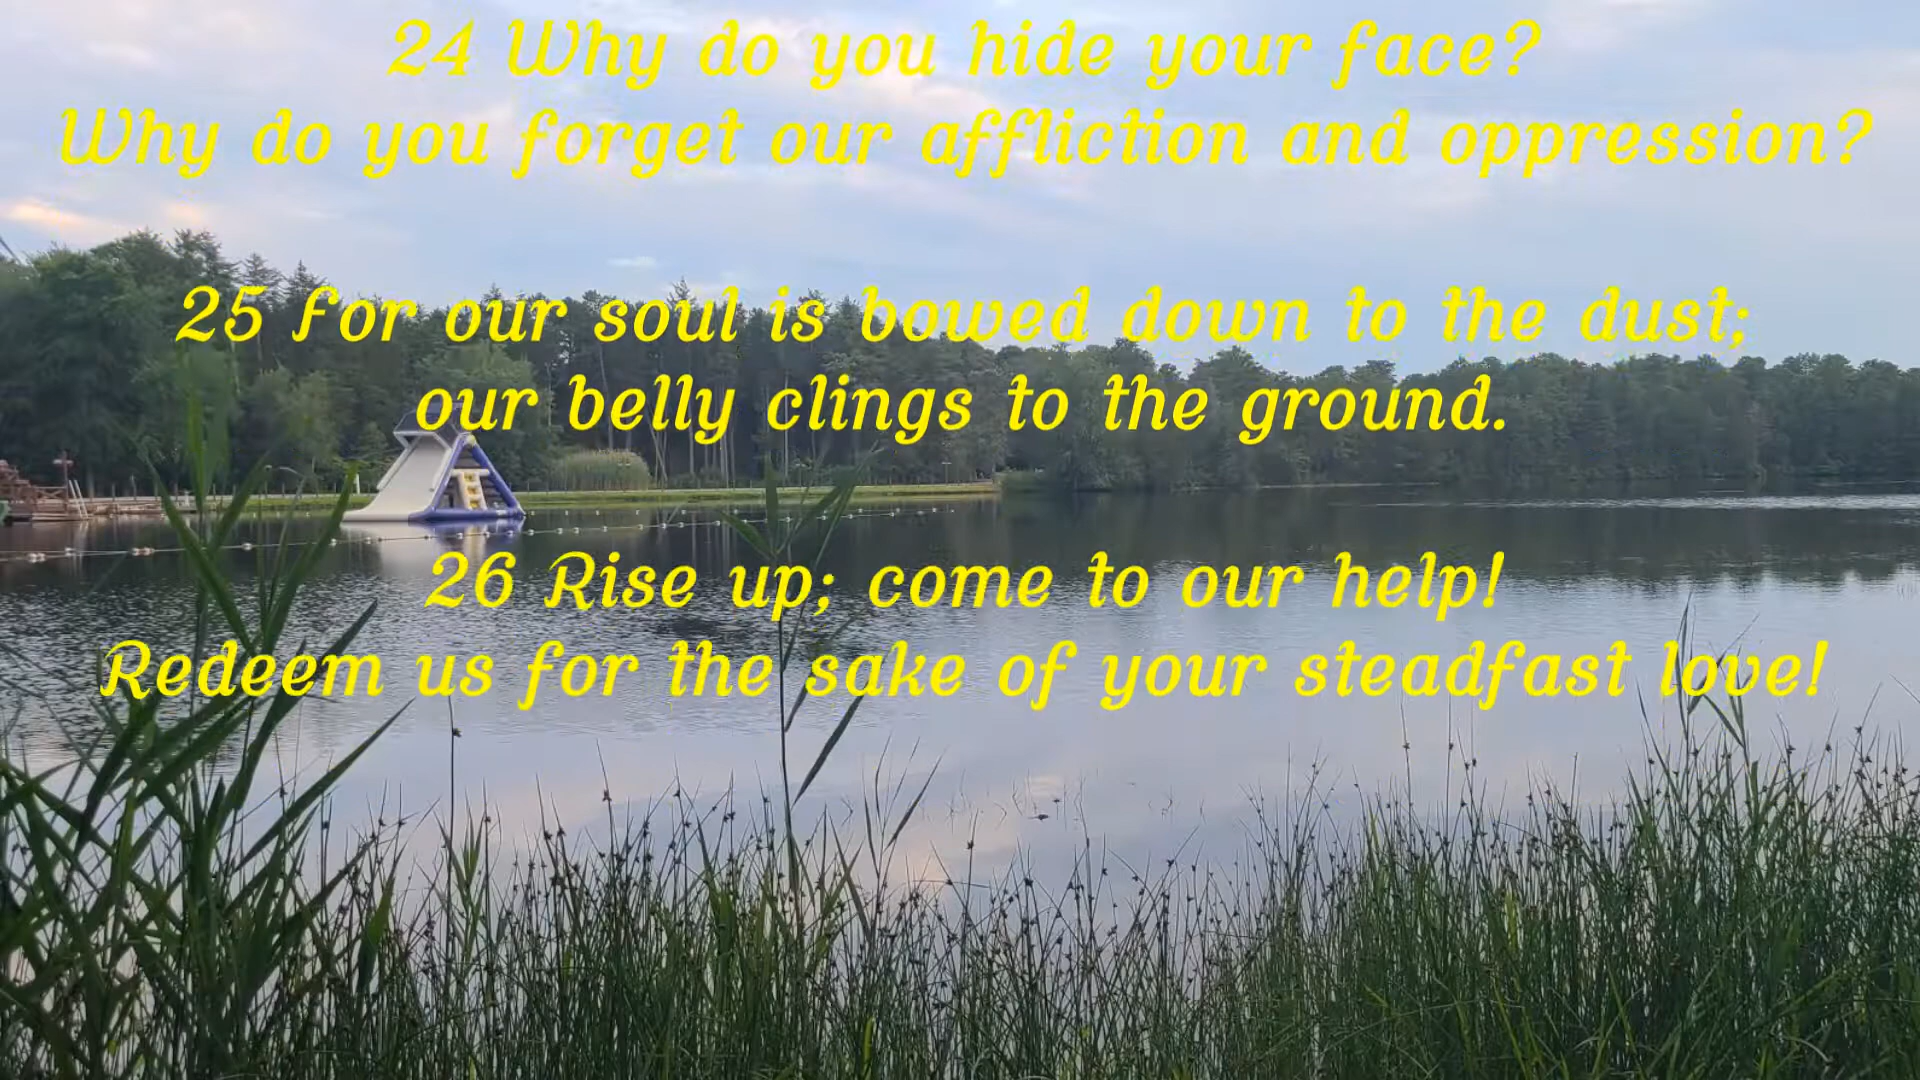 24 Why do you hide your face?
Why do you forget our affliction and oppression?
25 For our soul is bowed down to the dust;
our belly clings to the ground.
26 Rise up; come to our help!
Redeem us for the sake of your steadfast love!